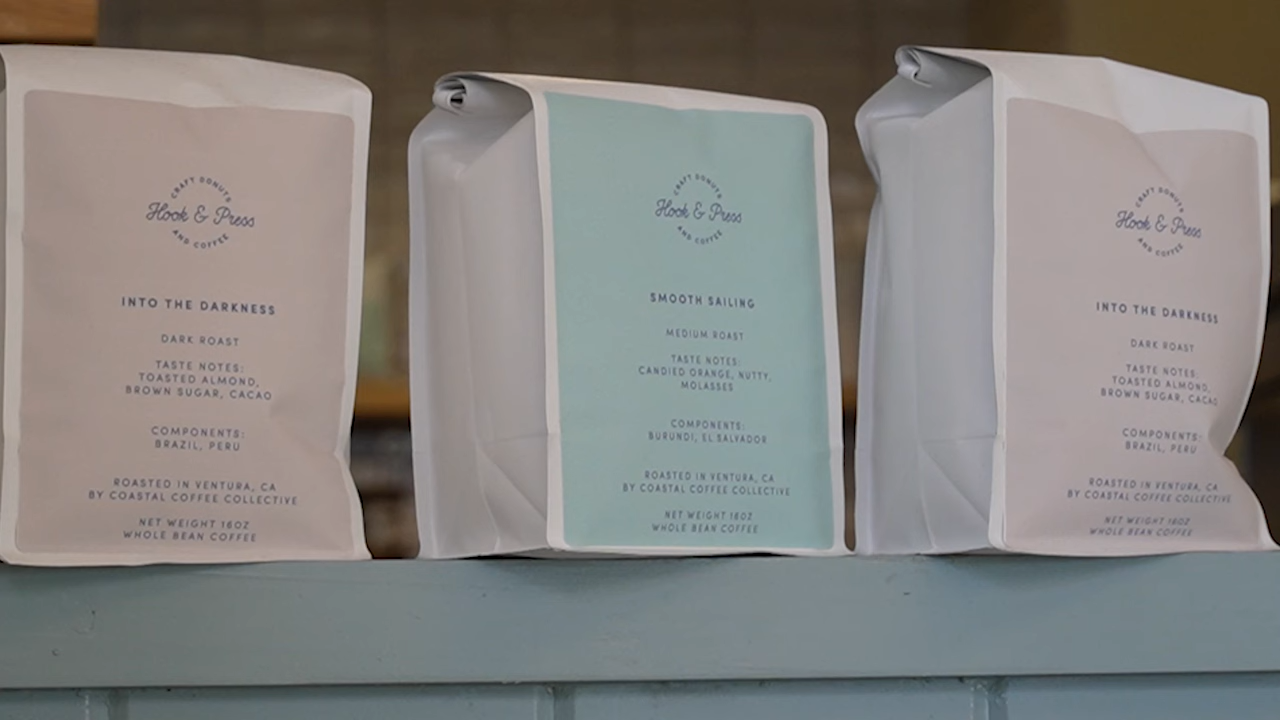 CRAFT DONUTS
Hook & Press
AND COFFEE
INTO THE DARKNESS
DARK ROAST
TASTE NOTES:
TOASTED ALMOND,
BROWN SUGAR, CACAO
COMPONENTS:
BRAZIL, PERU
ROASTED IN VENTURA, CA
BY COASTAL COFFEE COLLECTIVE
NET WEIGHT 16OZ
WHOLE BEAN COFFEE
CRAFT DONUTS
Hook & Press
AND COFFEE
SMOOTH SAILING
MEDIUM ROAST
TASTE NOTES:
CANDIED ORANGE, NUTTY,
MOLASSES
COMPONENTS:
BURUNDI, EL SALVADOR
ROASTED IN VENTURA, CA
BY COASTAL COFFEE COLLECTIVE
NET WEIGHT 16OZ
WHOLE BEAN COFFEE
CRAFT DONUTS
Hook & Press
AND COFFEE
INTO THE DARKNESS
DARK ROAST
TASTE NOTES:
TOASTED ALMOND,
BROWN SUGAR, CACAO
COMPONENTS:
BRAZIL, PERU
ROASTED IN VENTURA, CA
BY COASTAL COFFEE COLLECTIVE
NET WEIGHT 16OZ
WHOLE BEAN COFFEE